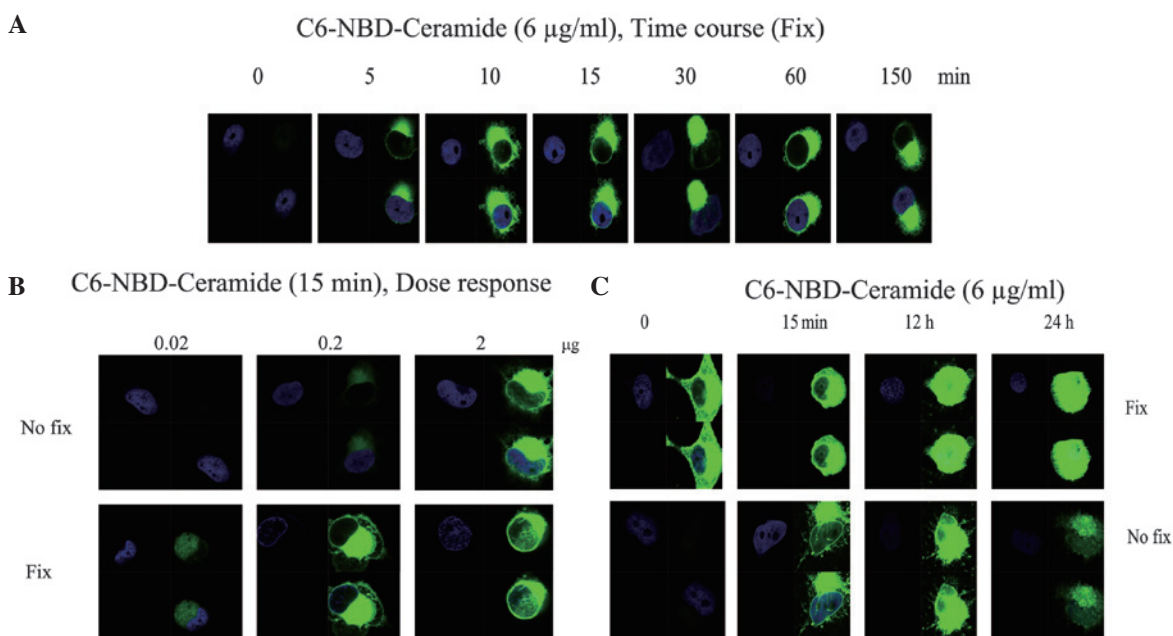 A
C6-NBD-Ceramide (6 µg/ml), Time course (Fix)
0 5 10 15 30 60 150 min
B
C6-NBD-Ceramide (15 min), Dose response
0.02 0.2 2 µg
No fix
Fix
C
C6-NBD-Ceramide (6 µg/ml)
0 15 min 12 h 24 h
Fix
No fix